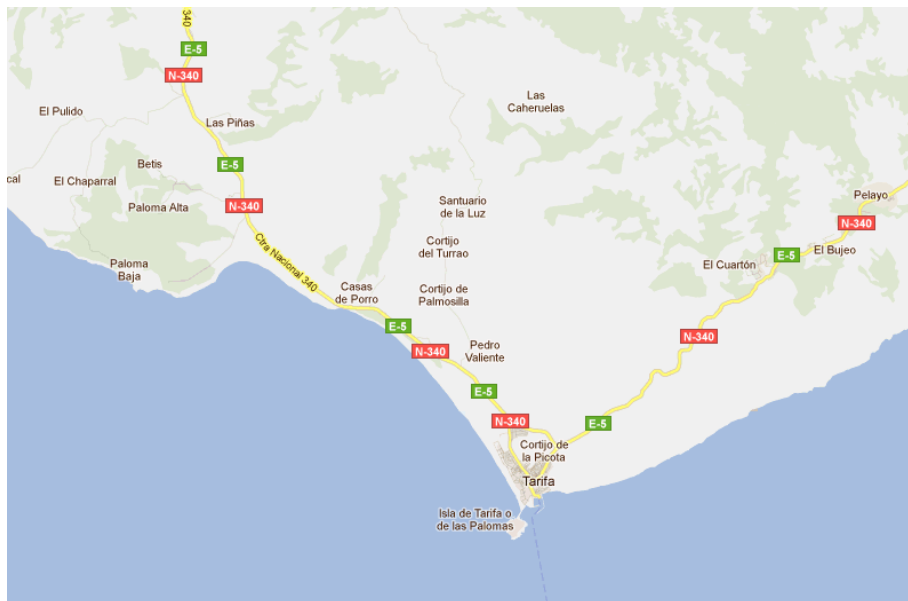 340
E-5
N-340
Las
Caheruelas
El Pulido
Las Piñas
Betis
E-5
cal
El Chaparral
Pelayo
Paloma Alta
N-340
Santuario
de la Luz
N-340
Ctra Nacional 340
Cortijo
del Turrao
El Bujeo
E-5
Paloma
Baja
El Cuartón
Casas
de Porro
Cortijo de
Palmosilla
E-5
N-340
N-340
Pedro
Valiente
E-5
N-340
E-5
Cortijo de
la Picota
Tarifa
Isla de Tarifa o
de las Palomas